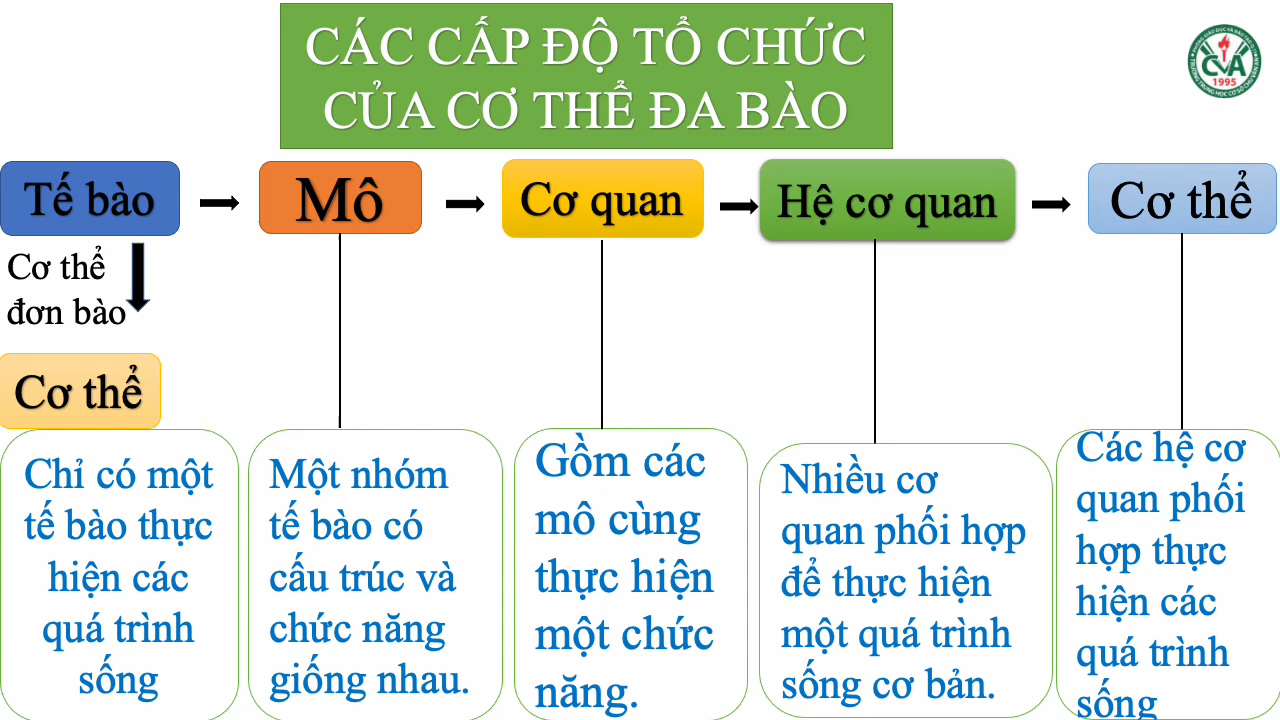 CÁC CẤP ĐỘ TỔ CHỨC
CỦA CƠ THỂ ĐA BÀO
CVA
1995
Tế bào
Mô
Cơ quan
Hệ cơ quan
Cơ thể
Cơ thể
đơn bào
Cơ thể
Chỉ có một
tế bào thực
hiện các
quá trình
sống
Một nhóm
tế bào có
cấu trúc và
chức năng
giống nhau.
Gồm các
mô cùng
thực hiện
một chức
năng.
Nhiều cơ
quan phối hợp
để thực hiện
một quá trình
sống cơ bản.
Các hệ cơ
quan phối
hợp thực
hiện các
quá trình
sống